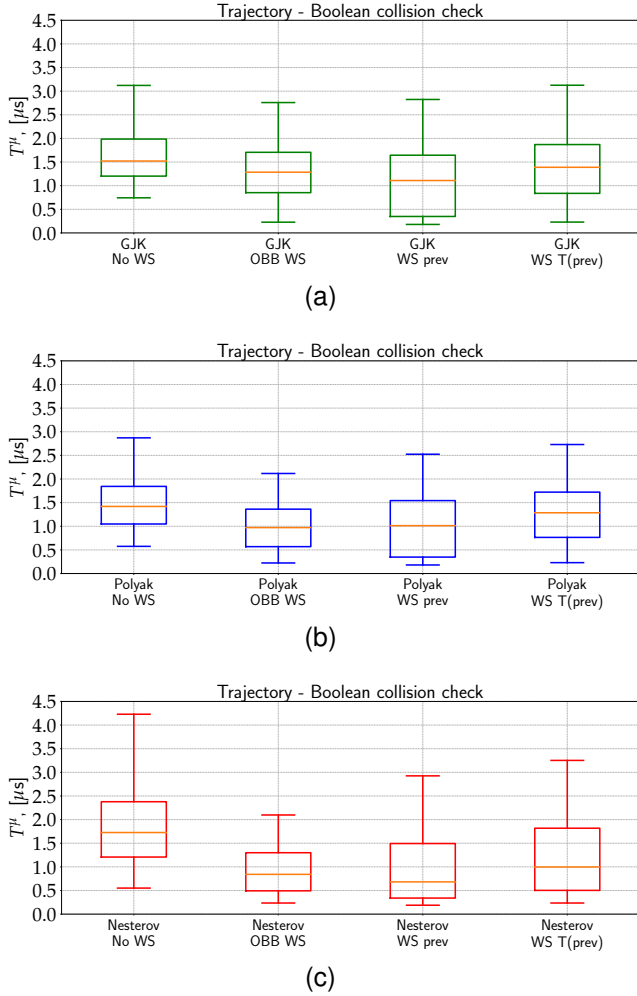 Trajectory - Boolean collision check
4.5
4.0
3.5
3.0
2.5
2.0
1.5
1.0
0.5
0.0
T^μ, [μs]
GJK GJK GJK GJK
No WS OBB WS WS prev WS T(prev)
(a)
Trajectory - Boolean collision check
4.5
4.0
3.5
3.0
2.5
2.0
1.5
1.0
0.5
0.0
T^μ, [μs]
Polyak Polyak Polyak Polyak
No WS OBB WS WS prev WS T(prev)
(b)
Trajectory - Boolean collision check
4.5
4.0
3.5
3.0
2.5
2.0
1.5
1.0
0.5
0.0
T^μ, [μs]
Nesterov Nesterov Nesterov Nesterov
No WS OBB WS WS prev WS T(prev)
(c)